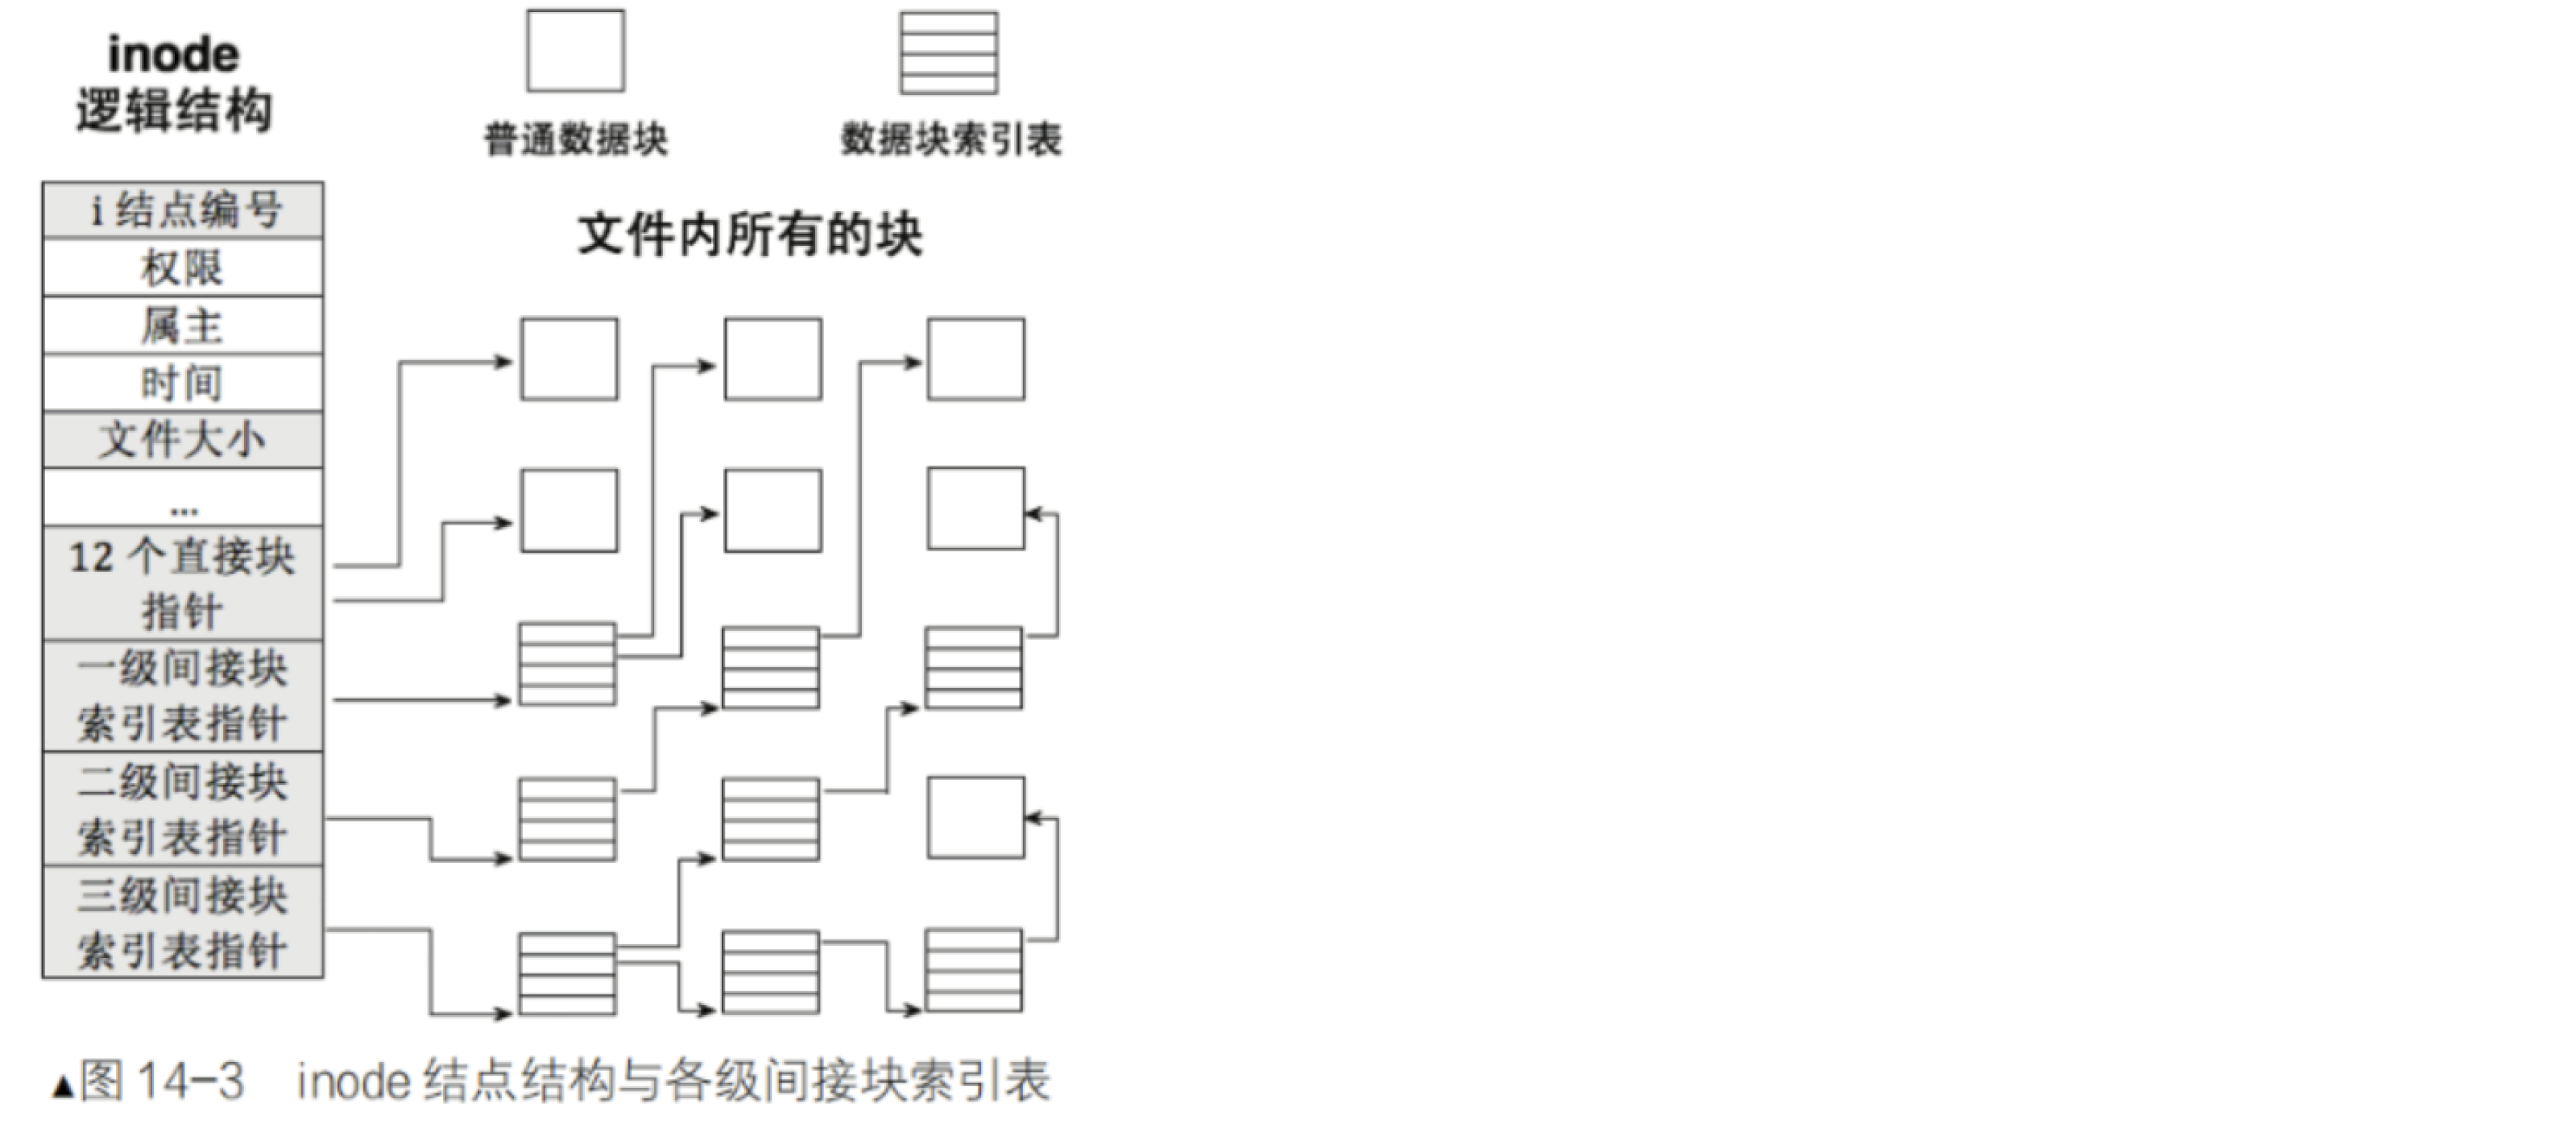 inode
逻辑结构
普通数据块
数据块索引表
文件内所有的块
i 结点编号
权限
属主
时间
文件大小
...
12 个直接块
指针
一级间接块
索引表指针
二级间接块
索引表指针
三级间接块
索引表指针
▲图 14-3 inode 结点结构与各级间接块索引表